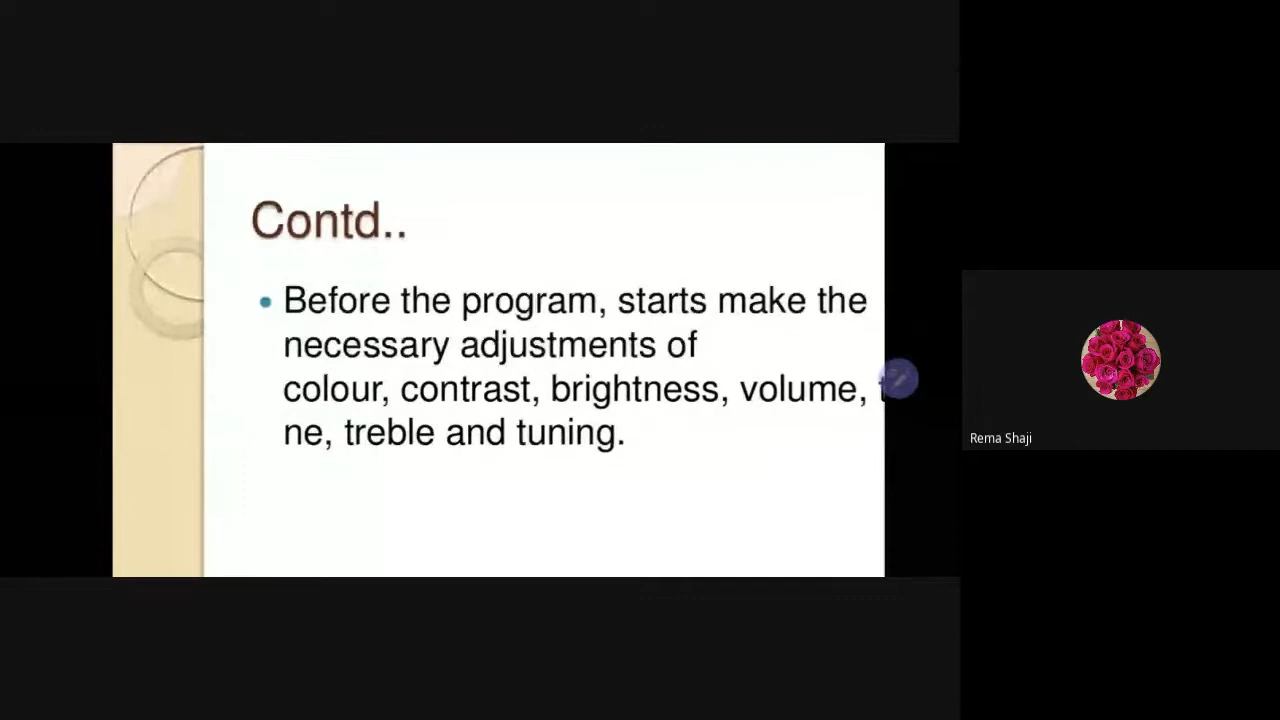 Contd..
• Before the program, starts make the
necessary adjustments of
colour, contrast, brightness, volume, t
ne, treble and tuning.
Rema Shaji